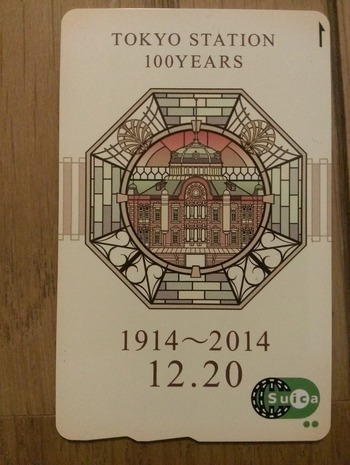 TOKYO STATION
100YEARS
1914～2014
12.20
Suica